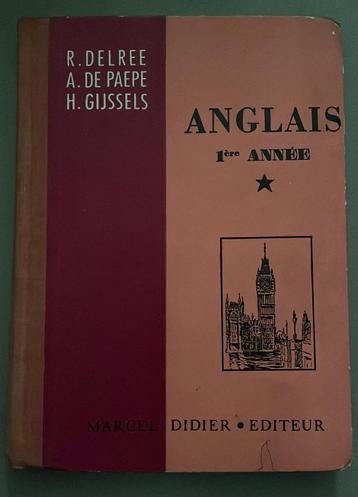 R. DELREE
A. DE PAEPE
H. GIJSSELS
ANGLAIS
1ère ANNÉE
MARCEL DIDIER • EDITEUR